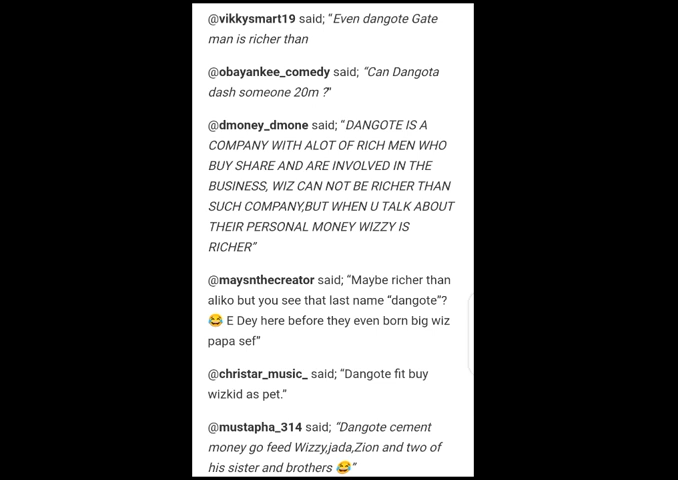 @vikkysmart19 said; “Even dangote Gate
man is richer than
@obayankee_comedy said; “Can Dangota
dash someone 20m ?”
@dmoney_dmone said; “DANGOTE IS A
COMPANY WITH ALOT OF RICH MEN WHO
BUY SHARE AND ARE INVOLVED IN THE
BUSINESS, WIZ CAN NOT BE RICHER THAN
SUCH COMPANY,BUT WHEN U TALK ABOUT
THEIR PERSONAL MONEY WIZZY IS
RICHER”
@maysnthecreator said; “Maybe richer than
aliko but you see that last name “dangote”?
😂 E Dey here before they even born big wiz
papa sef”
@christar_music_ said; “Dangote fit buy
wizkid as pet.”
@mustapha_314 said; “Dangote cement
money go feed Wizzy,jada,Zion and two of
his sister and brothers 😂”